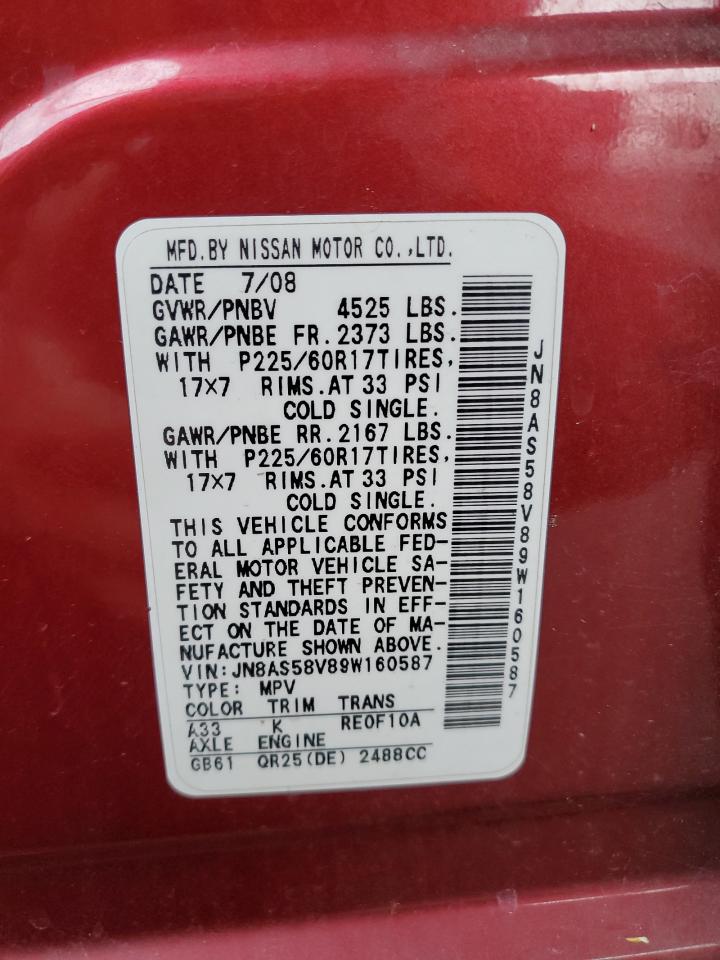 MFD.BY NISSAN MOTOR CO.,LTD.
DATE 7/08
GVWR/PNBV 4525 LBS.
GAWR/PNBE FR.2373 LBS.
WITH P225/60R17TIRES,
17×7 RIMS.AT 33 PSI
COLD SINGLE.
GAWR/PNBE RR.2167 LBS.
WITH P225/60R17TIRES,
17×7 RIMS.AT 33 PSI
COLD SINGLE.
THIS VEHICLE CONFORMS
TO ALL APPLICABLE FED-
ERAL MOTOR VEHICLE SA-
FETY AND THEFT PREVEN-
TION STANDARDS IN EFF-
ECT ON THE DATE OF MA-
NUFACTURE SHOWN ABOVE.
VIN:JN8AS58V89W160587
TYPE: MPV
COLOR TRIM TRANS
A33 K RE0F10A
AXLE ENGINE
GB61 QR25(DE) 2488CC
JN8AS58V89W160587